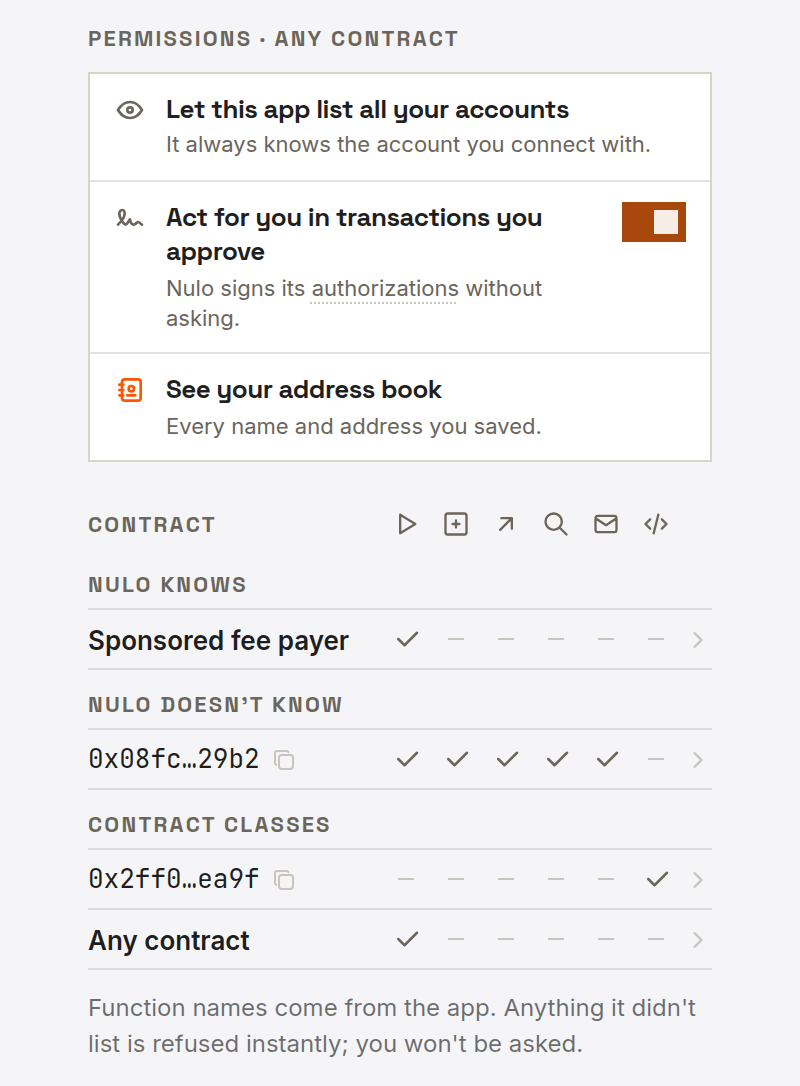 PERMISSIONS · ANY CONTRACT
Let this app list all your accounts
It always knows the account you connect with.
Act for you in transactions you
approve
Nulo signs its authorizations without
asking.
See your address book
Every name and address you saved.
CONTRACT
NULO KNOWS
Sponsored fee payer
NULO DOESN’T KNOW
0x08fc…29b2
CONTRACT CLASSES
0x2ff0…ea9f
Any contract
Function names come from the app. Anything it didn't
list is refused instantly; you won't be asked.